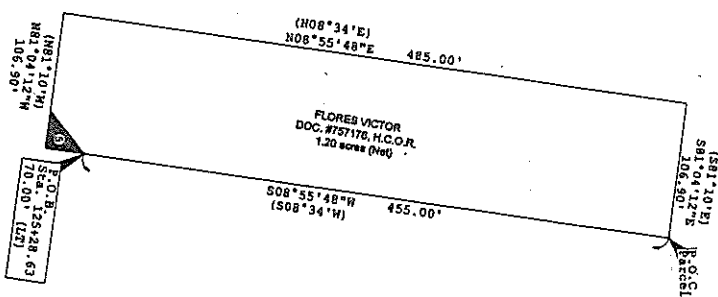 (N08°34'E)
N08°55'48"E 485.00'
(N81°10'W)
N81°04'12"W
106.90'
FLORES VICTOR
DOC. #757176, H.C.O.R.
1.20 acres (Net)
(S81°10'E)
S81°04'12"E
106.90'
S08°55'48"W 455.00'
(S08°34'W)
P.O.B.
Sta. 125+28.63
70.00' (LT)
P.O.C.
Parcel